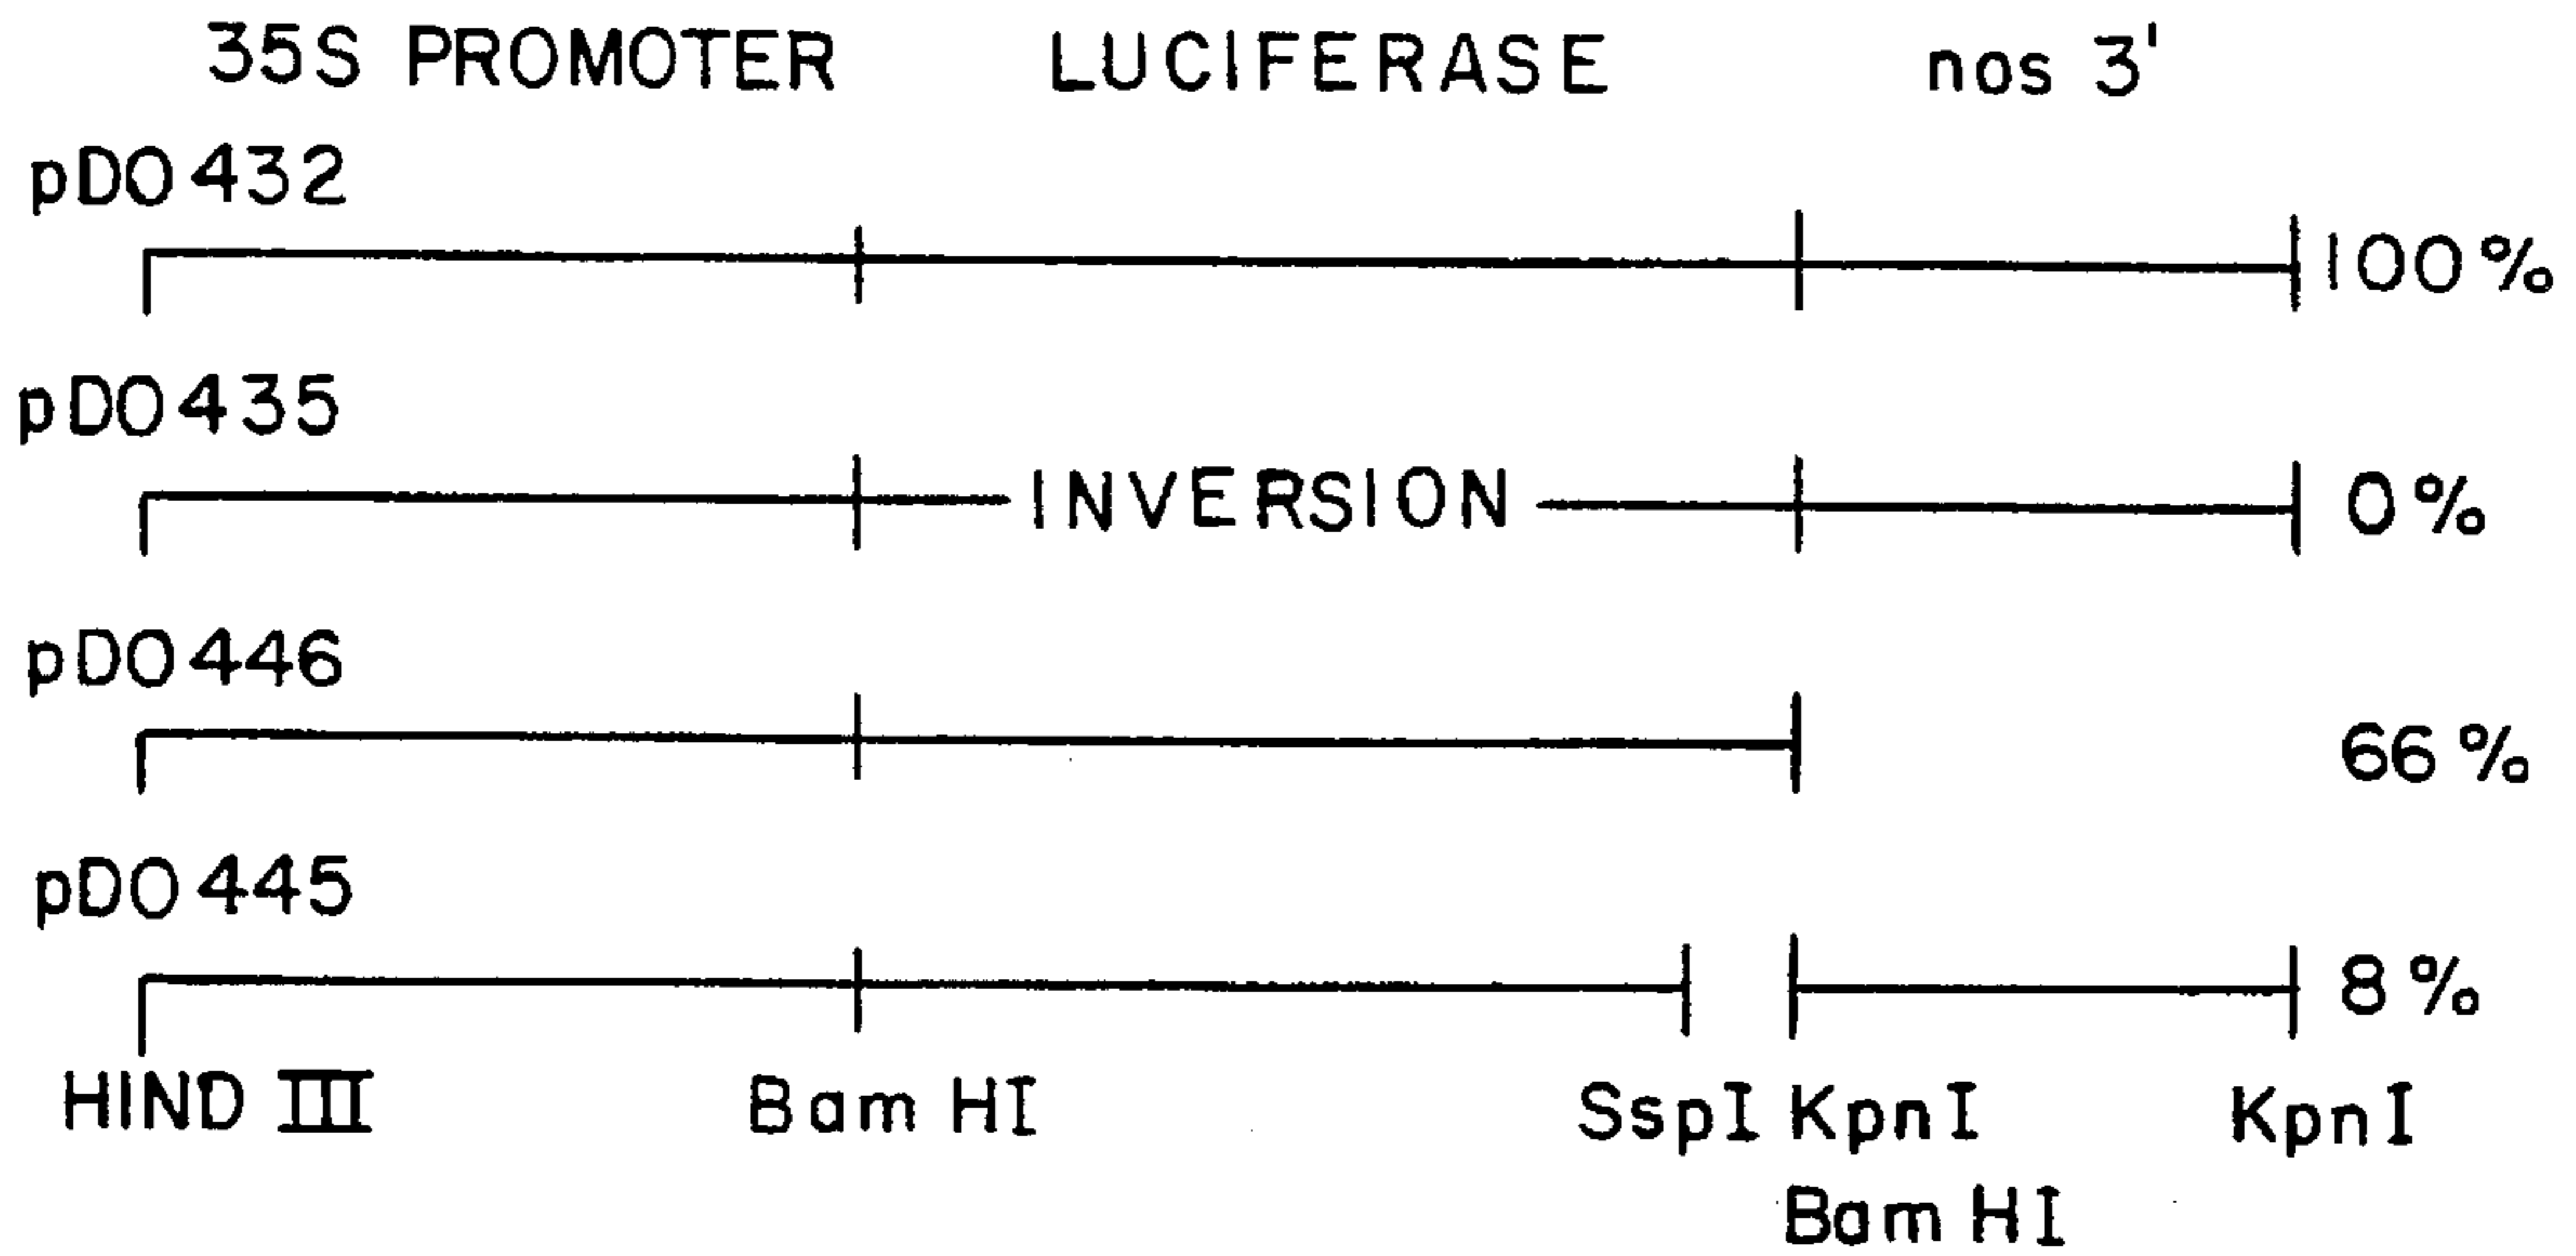 35S PROMOTER LUCIFERASE nos 3'
pDO432
100%
pDO435
INVERSION 0%
pDO446
66%
pDO445
8%
HIND III Bam HI SspI KpnI KpnI
Bam HI